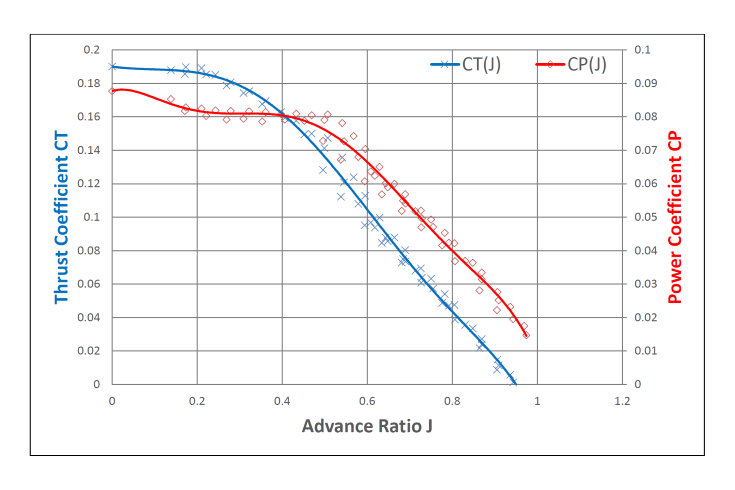 CT(J) CP(J)
Thrust Coefficient CT
Power Coefficient CP
0.2 0.1
0.18 0.09
0.16 0.08
0.14 0.07
0.12 0.06
0.1 0.05
0.08 0.04
0.06 0.03
0.04 0.02
0.02 0.01
0 0
0 0.2 0.4 0.6 0.8 1 1.2
Advance Ratio J